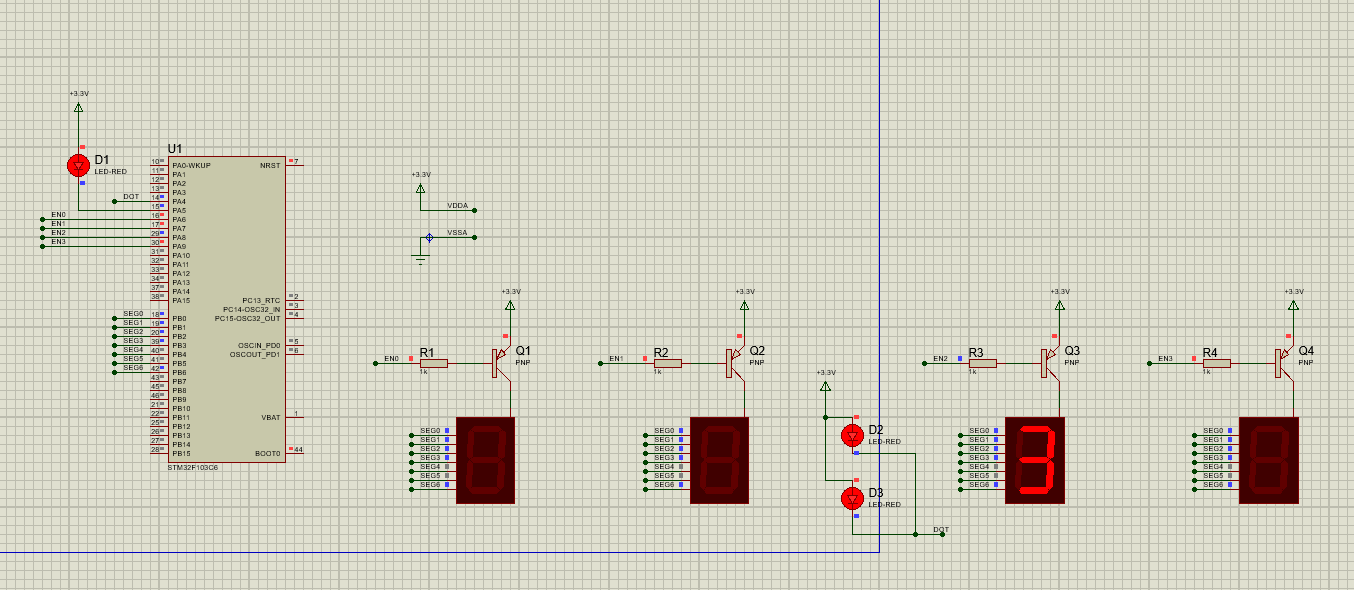 +3.3V
D1
LED-RED
DOT
EN0
EN1
EN2
EN3
SEG0
SEG1
SEG2
SEG3
SEG4
SEG5
SEG6
U1
10 PA0-WKUP NRST 7
11 PA1
12 PA2
13 PA3
14 PA4
15 PA5
16 PA6
17 PA7
29 PA8
30 PA9
31 PA10
32 PA11
33 PA12
34 PA13
37 PA14
38 PA15
PC13_RTC 2
PC14-OSC32_IN 3
PC15-OSC32_OUT 4
18 PB0
19 PB1
20 PB2
39 PB3 OSCIN_PD0 5
40 PB4 OSCOUT_PD1 6
41 PB5
42 PB6
43 PB7
45 PB8
46 PB9
21 PB10
22 PB11 VBAT 1
25 PB12
26 PB13
27 PB14
28 PB15 BOOT0 44
STM32F103C6
+3.3V
VDDA
VSSA
+3.3V
EN0
R1
1k
Q1
PNP
SEG0
SEG1
SEG2
SEG3
SEG4
SEG5
SEG6
+3.3V
EN1
R2
1k
Q2
PNP
SEG0
SEG1
SEG2
SEG3
SEG4
SEG5
SEG6
+3.3V
D2
LED-RED
D3
LED-RED
DOT
+3.3V
EN2
R3
1k
Q3
PNP
SEG0
SEG1
SEG2
SEG3
SEG4
SEG5
SEG6
3
+3.3V
EN3
R4
1k
Q4
PNP
SEG0
SEG1
SEG2
SEG3
SEG4
SEG5
SEG6